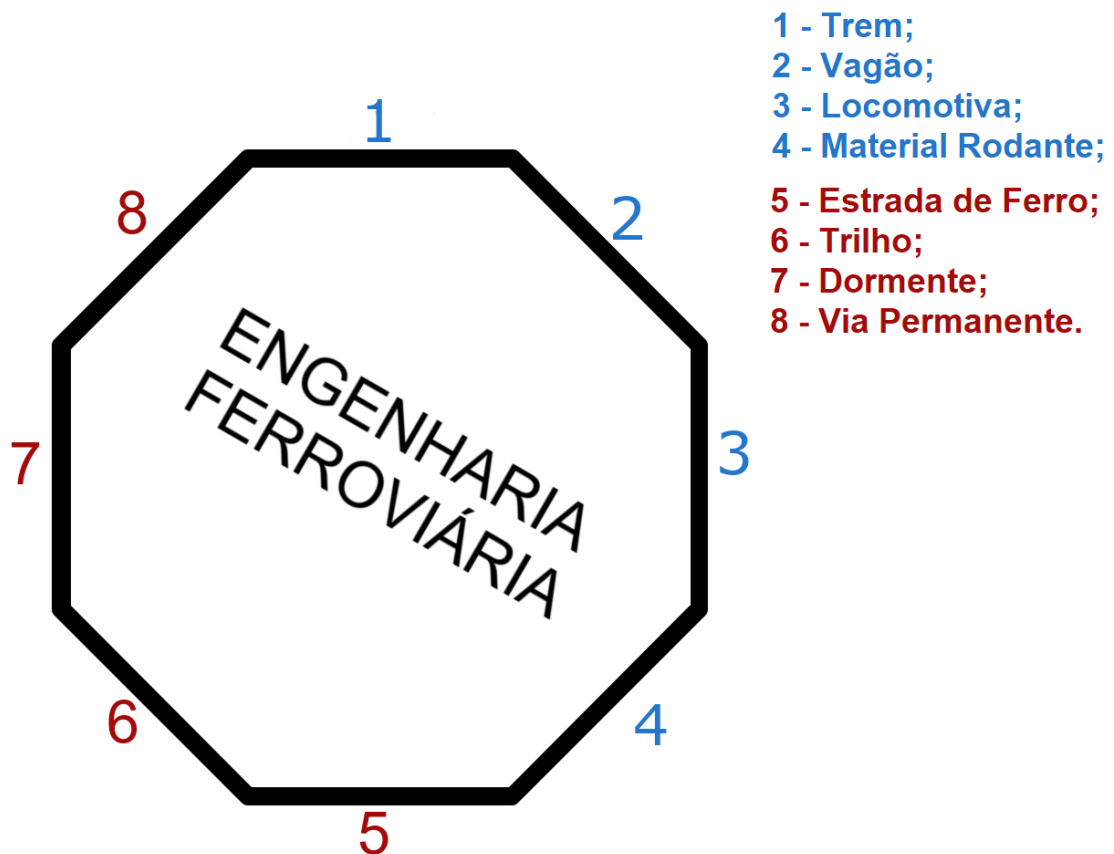 1 - Trem;
2 - Vagão;
3 - Locomotiva;
4 - Material Rodante;
5 - Estrada de Ferro;
6 - Trilho;
7 - Dormente;
8 - Via Permanente.
1
2
3
4
5
6
7
8
ENGENHARIA
FERROVIÁRIA